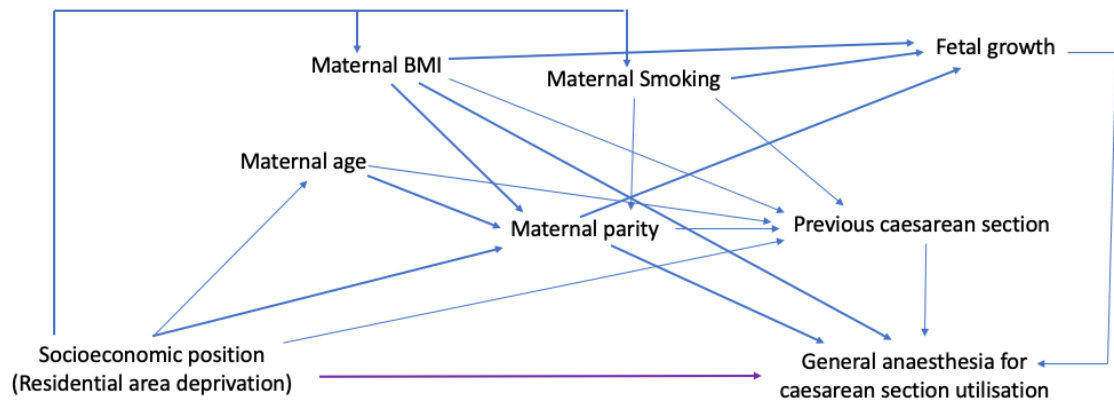 Fetal growth
Maternal BMI
Maternal Smoking
Maternal age
Maternal parity
Previous caesarean section
Socioeconomic position
(Residential area deprivation)
General anaesthesia for
caesarean section utilisation